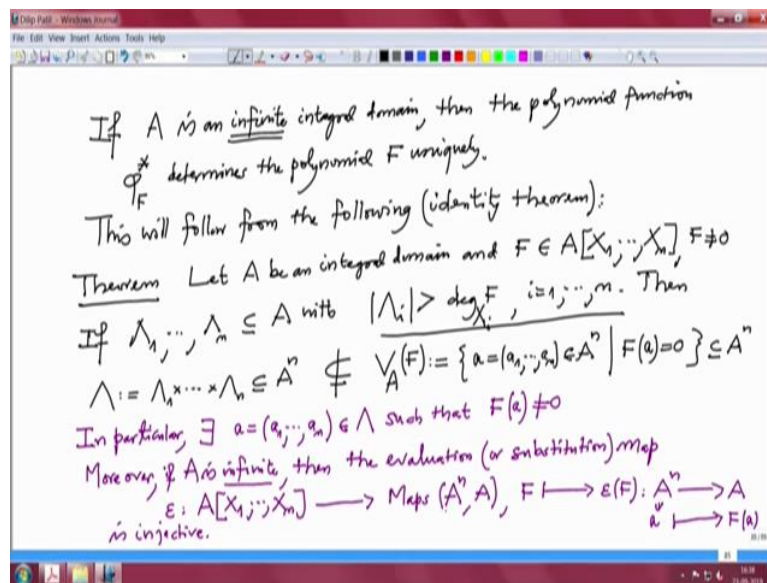 Dilip Patil - Windows Journal
File Edit View Insert Actions Tools Help
If A is an infinite integral domain, then the polynomial function
φ*_F determines the polynomial F uniquely.
This will follow from the following (identity theorem):
Theorem Let A be an integral domain and F ∈ A[X_1,…,X_n], F≠0
If Λ_1,…,Λ_n ⊆ A with |Λ_i| > deg_{X_i} F, i=1,…,n. Then
Λ := Λ_1×⋯×Λ_n ⊆ A^n ⊄ V_A(F) := {a=(a_1,…,a_n) ∈ A^n | F(a)=0} ⊆ A^n
In particular, ∃ a=(a_1,…,a_n) ∈ Λ such that F(a) ≠ 0
Moreover, if A is infinite, then the evaluation (or substitution) map
ε: A[X_1,…,X_n] ⟶ Maps(A^n, A), F ⟼ ε(F): A^n ⟶ A
is injective. a ⟼ F(a)